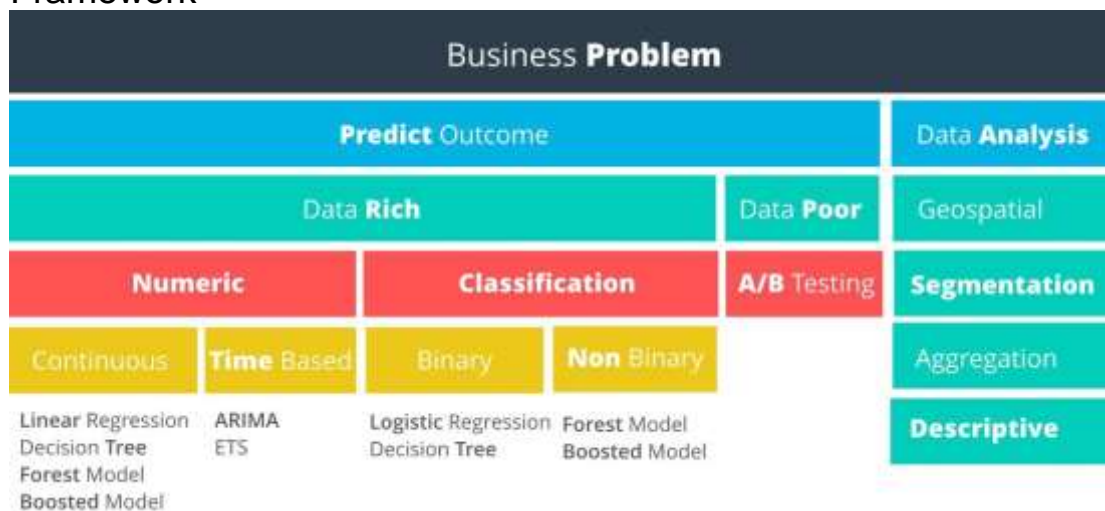 Framework
Business Problem
Predict Outcome
Data Analysis
Data Rich
Data Poor
Geospatial
Numeric
Classification
A/B Testing
Segmentation
Continuous
Time Based
Binary
Non Binary
Aggregation
Linear Regression
Decision Tree
Forest Model
Boosted Model
ARIMA
ETS
Logistic Regression
Decision Tree
Forest Model
Boosted Model
Descriptive